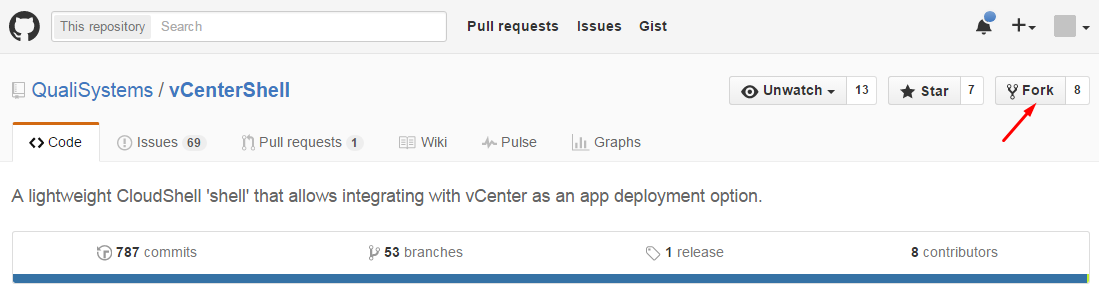 This repository Search Pull requests Issues Gist
QualiSystems / vCenterShell Unwatch 13 Star 7 Fork 8
Code Issues 69 Pull requests 1 Wiki Pulse Graphs
A lightweight CloudShell 'shell' that allows integrating with vCenter as an app deployment option.
787 commits 53 branches 1 release 8 contributors